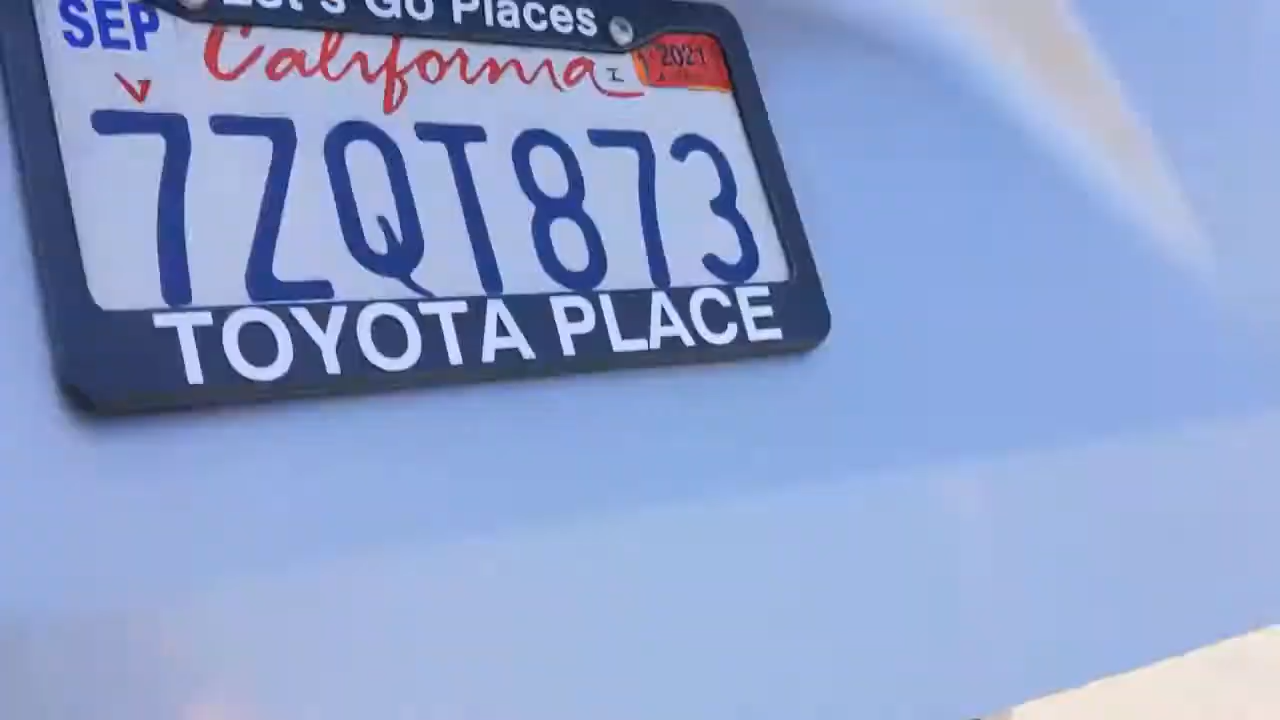 Let's Go Places
SEP
California
2021
7ZQT873
TOYOTA PLACE